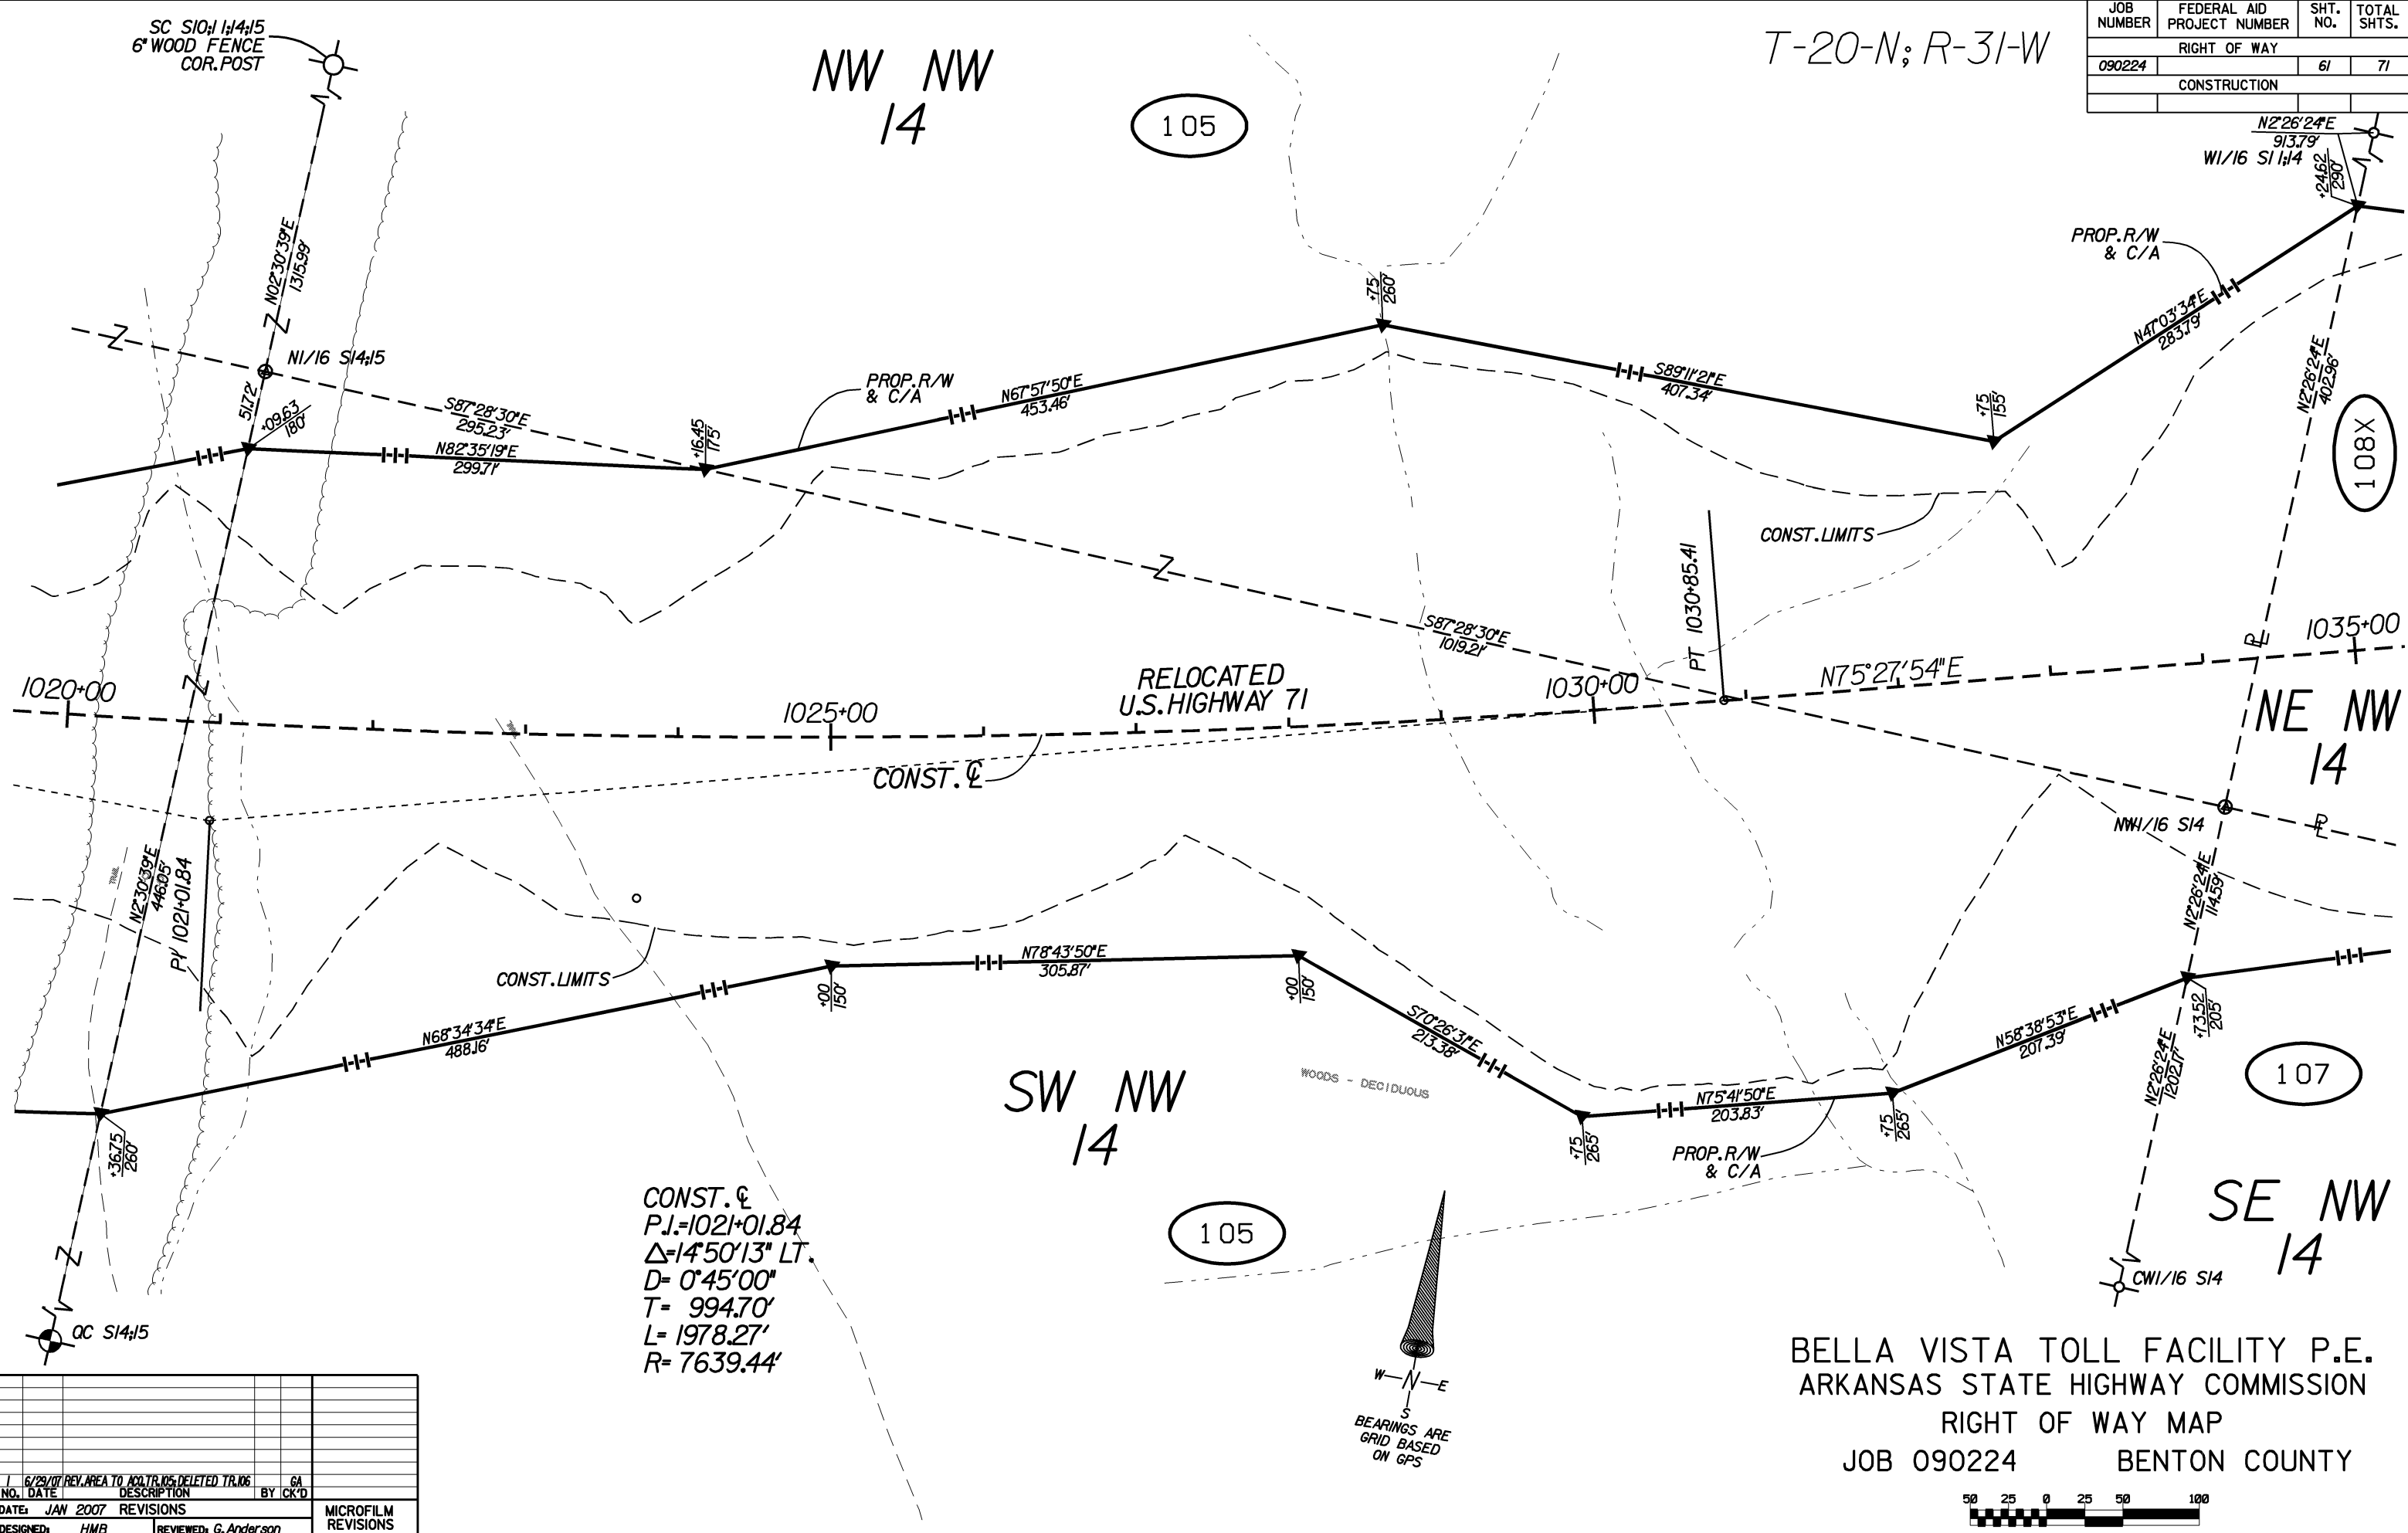 SC S10;11;14;15
6" WOOD FENCE
COR. POST
NW NW
14
105
T-20-N; R-31-W
JOB NUMBER FEDERAL AID PROJECT NUMBER SHT. NO. TOTAL SHTS.
RIGHT OF WAY
090224 61 71
CONSTRUCTION
N2°26'24"E
913.79'
W1/16 S11;14
+24.62
290'
PROP. R/W
& C/A
N47°03'34"E
283.79'
N2°26'24"E
402.96'
108X
N02°30'39"E
1315.99'
N1/16 S14;15
51.72'
+09.63
180'
S87°28'30"E
295.23'
N82°35'19"E
299.71'
+16.45
175'
PROP. R/W
& C/A
N67°57'50"E
453.46'
+75
260'
S89°11'21"E
407.34'
+75
155'
CONST. LIMITS
PT 1030+85.41
S87°28'30"E
1019.21'
1020+00
1025+00
RELOCATED
U.S. HIGHWAY 71
1030+00
N75°27'54"E
1035+00
PL
NE NW
14
CONST. ℄
NW1/16 S14
PL
N2°30'39"E
446.05'
PI 1021+01.84
TRAIL
TRAIL
N2°26'24"E
114.59'
CONST. LIMITS
N68°34'34"E
488.16'
+00
150'
N78°43'50"E
305.87'
+00
150'
S70°26'31"E
213.38'
WOODS - DECIDUOUS
N75°41'50"E
203.83'
+75
265'
PROP. R/W
& C/A
+75
265'
N58°38'53"E
207.39'
+73.52
205'
N2°26'24"E
1202.17'
107
+36.75
260'
SW NW
14
105
SE NW
14
CW1/16 S14
QC S14;15
CONST. ℄
P.I.=1021+01.84
Δ=14°50'13" LT.
D= 0°45'00"
T= 994.70'
L= 1978.27'
R= 7639.44'
W N E
S
BEARINGS ARE
GRID BASED
ON GPS
BELLA VISTA TOLL FACILITY P.E.
ARKANSAS STATE HIGHWAY COMMISSION
RIGHT OF WAY MAP
JOB 090224 BENTON COUNTY
50 25 0 25 50 100
1 6/29/07 REV. AREA TO ACQ. TR. 105; DELETED TR. 106 GA
NO. DATE DESCRIPTION BY CK'D
DATE: JAN 2007 REVISIONS
MICROFILM
REVISIONS
DESIGNED: HMB REVIEWED: G. Anderson